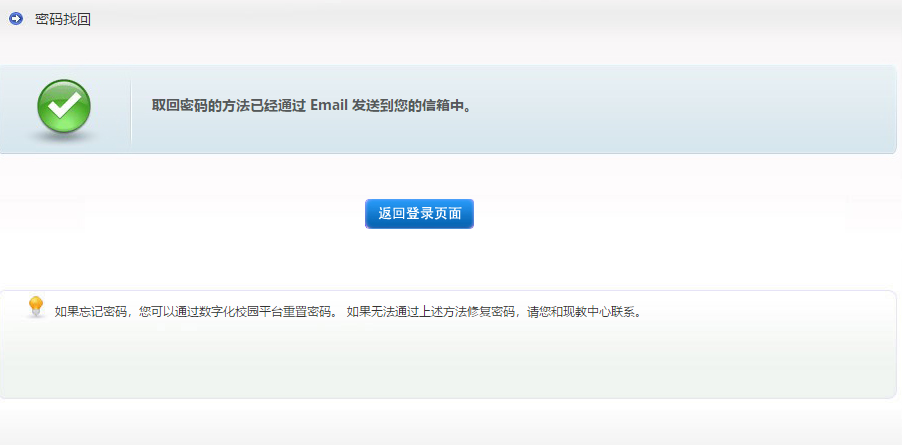 密码找回
取回密码的方法已经通过 Email 发送到您的信箱中。
返回登录页面
如果忘记密码，您可以通过数字化校园平台重置密码。 如果无法通过上述方法修复密码，请您和现教中心联系。